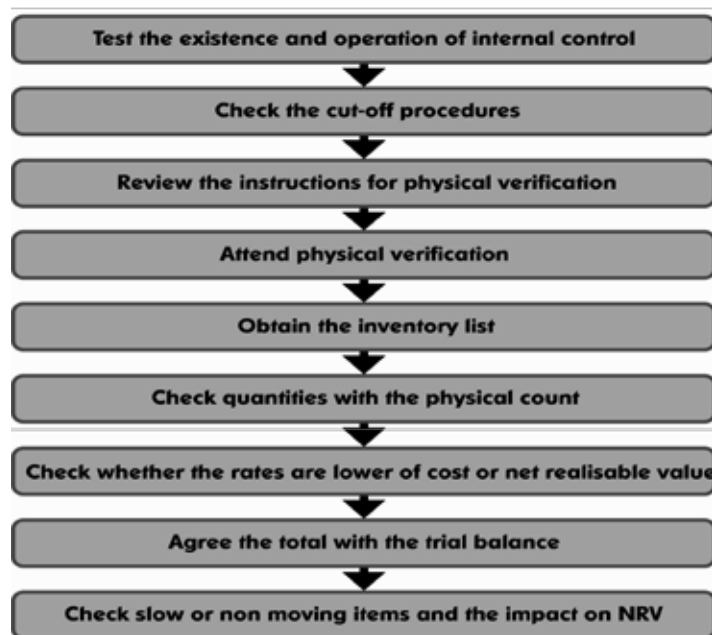 Test the existence and operation of internal control
Check the cut-off procedures
Review the instructions for physical verification
Attend physical verification
Obtain the inventory list
Check quantities with the physical count
Check whether the rates are lower of cost or net realisable value
Agree the total with the trial balance
Check slow or non moving items and the impact on NRV